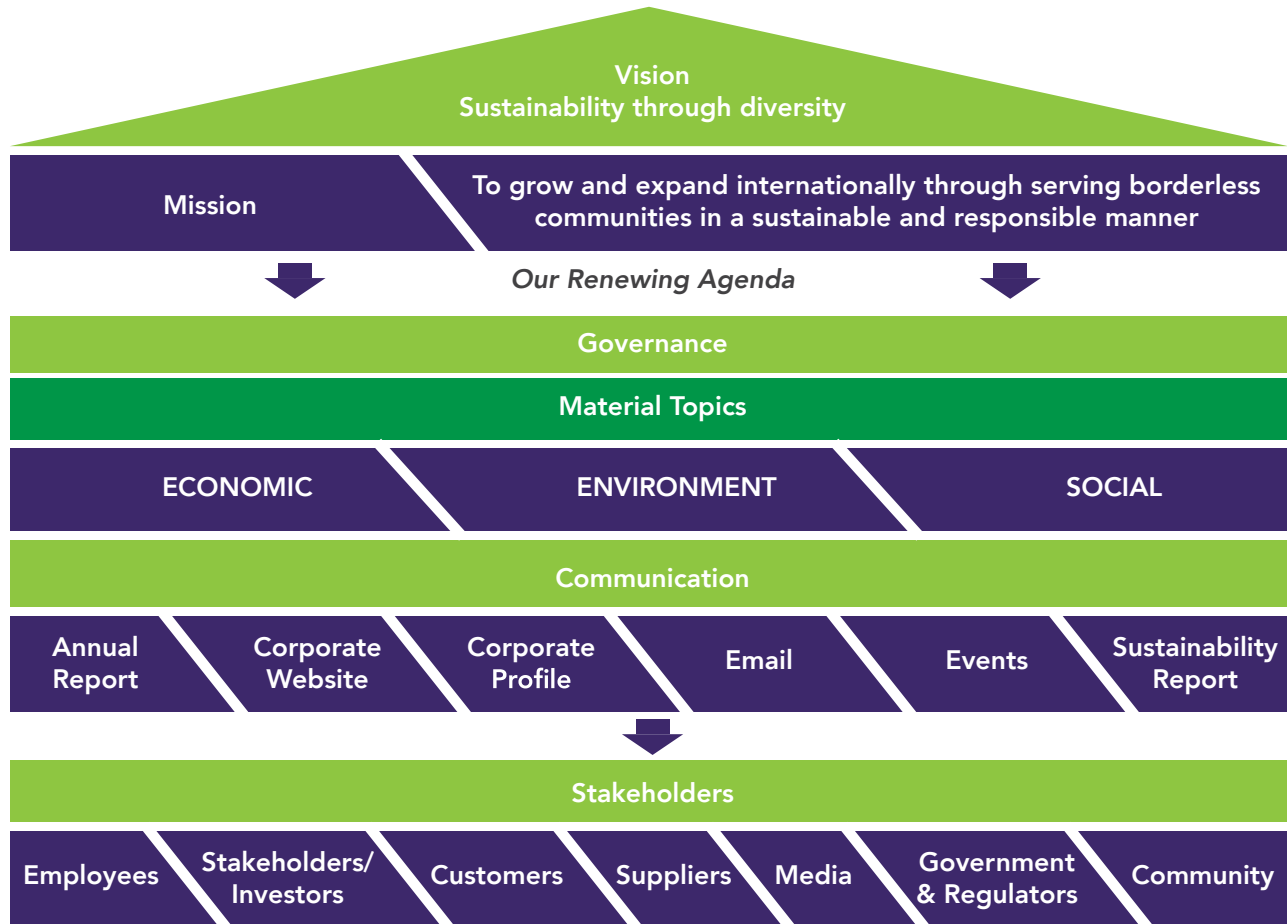 Vision
Sustainability through diversity
Mission
To grow and expand internationally through serving borderless
communities in a sustainable and responsible manner
Our Renewing Agenda
Governance
Material Topics
ECONOMIC
ENVIRONMENT
SOCIAL
Communication
Annual
Report
Corporate
Website
Corporate
Profile
Email
Events
Sustainability
Report
Stakeholders
Employees
Stakeholders/
Investors
Customers
Suppliers
Media
Government
& Regulators
Community